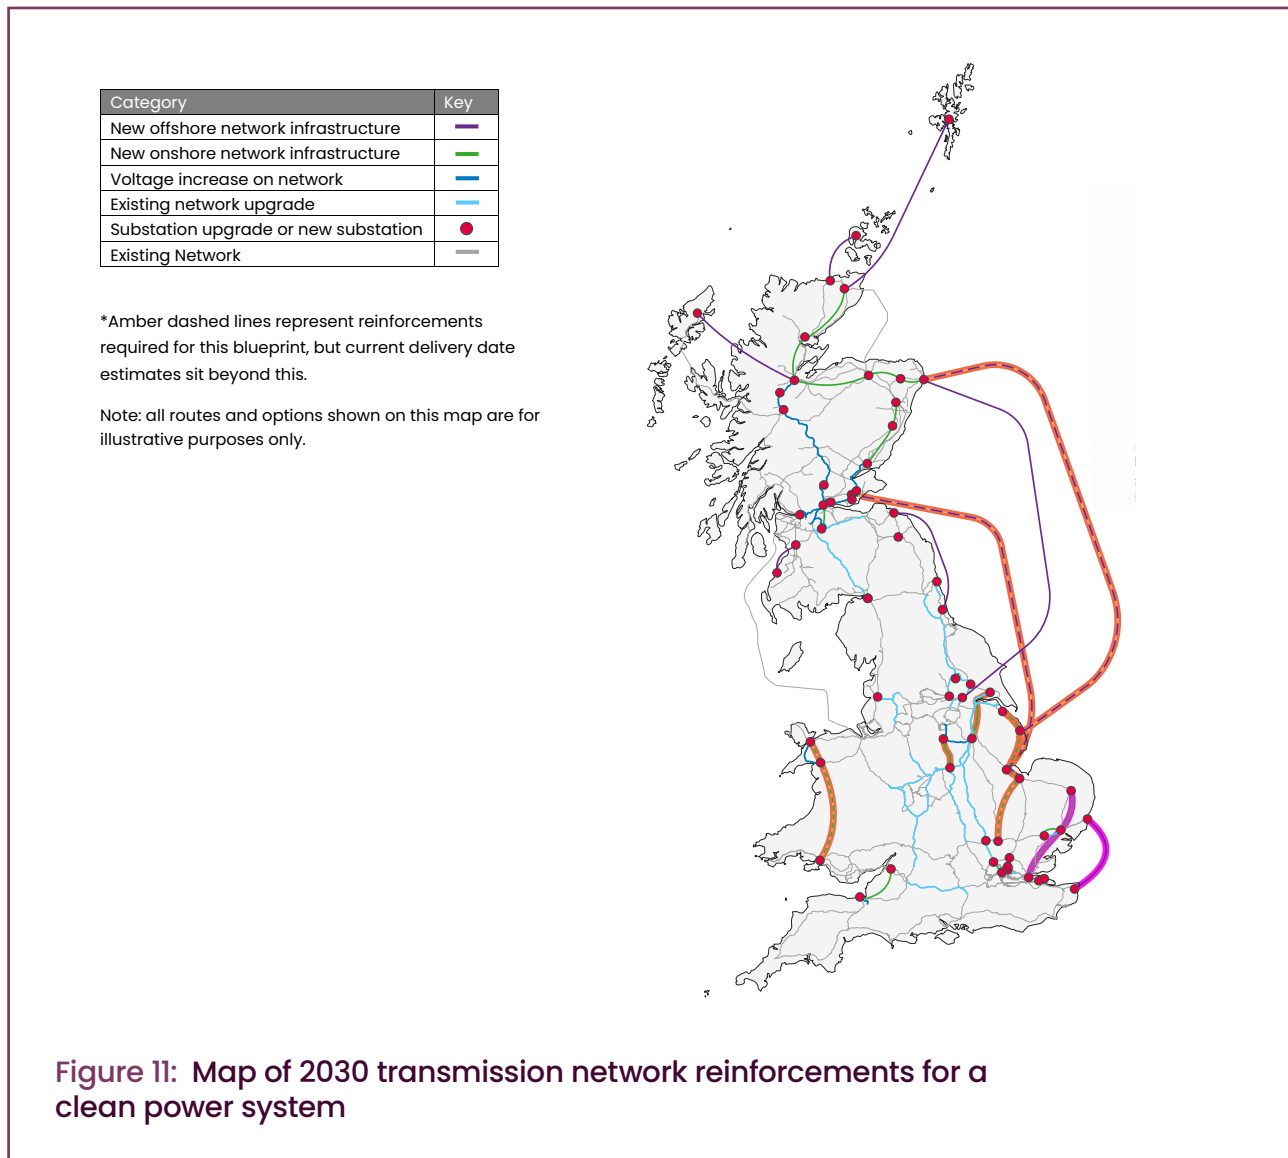 Category Key
New offshore network infrastructure
New onshore network infrastructure
Voltage increase on network
Existing network upgrade
Substation upgrade or new substation
Existing Network
*Amber dashed lines represent reinforcements
required for this blueprint, but current delivery date
estimates sit beyond this.
Note: all routes and options shown on this map are for
illustrative purposes only.
Figure 11: Map of 2030 transmission network reinforcements for a
clean power system